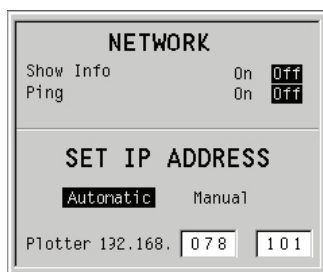 NETWORK
Show Info On Off
Ping On Off
SET IP ADDRESS
Automatic Manual
Plotter 192.168. 078 101